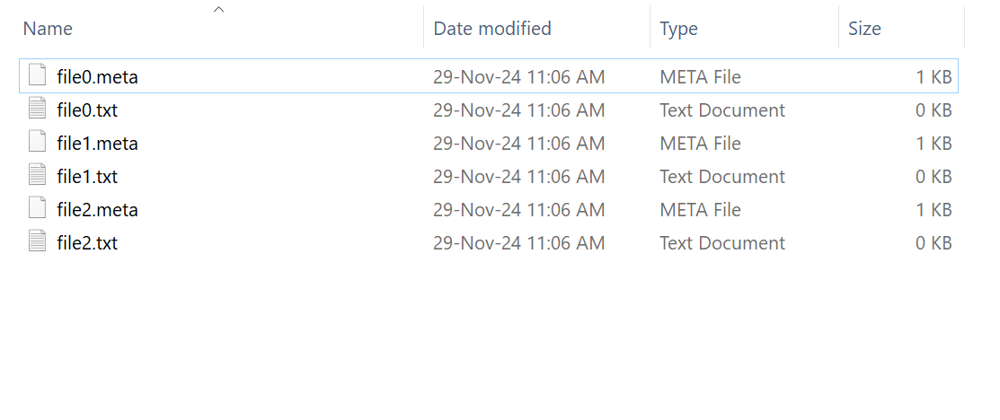 Name Date modified Type Size
file0.meta 29-Nov-24 11:06 AM META File 1 KB
file0.txt 29-Nov-24 11:06 AM Text Document 0 KB
file1.meta 29-Nov-24 11:06 AM META File 1 KB
file1.txt 29-Nov-24 11:06 AM Text Document 0 KB
file2.meta 29-Nov-24 11:06 AM META File 1 KB
file2.txt 29-Nov-24 11:06 AM Text Document 0 KB